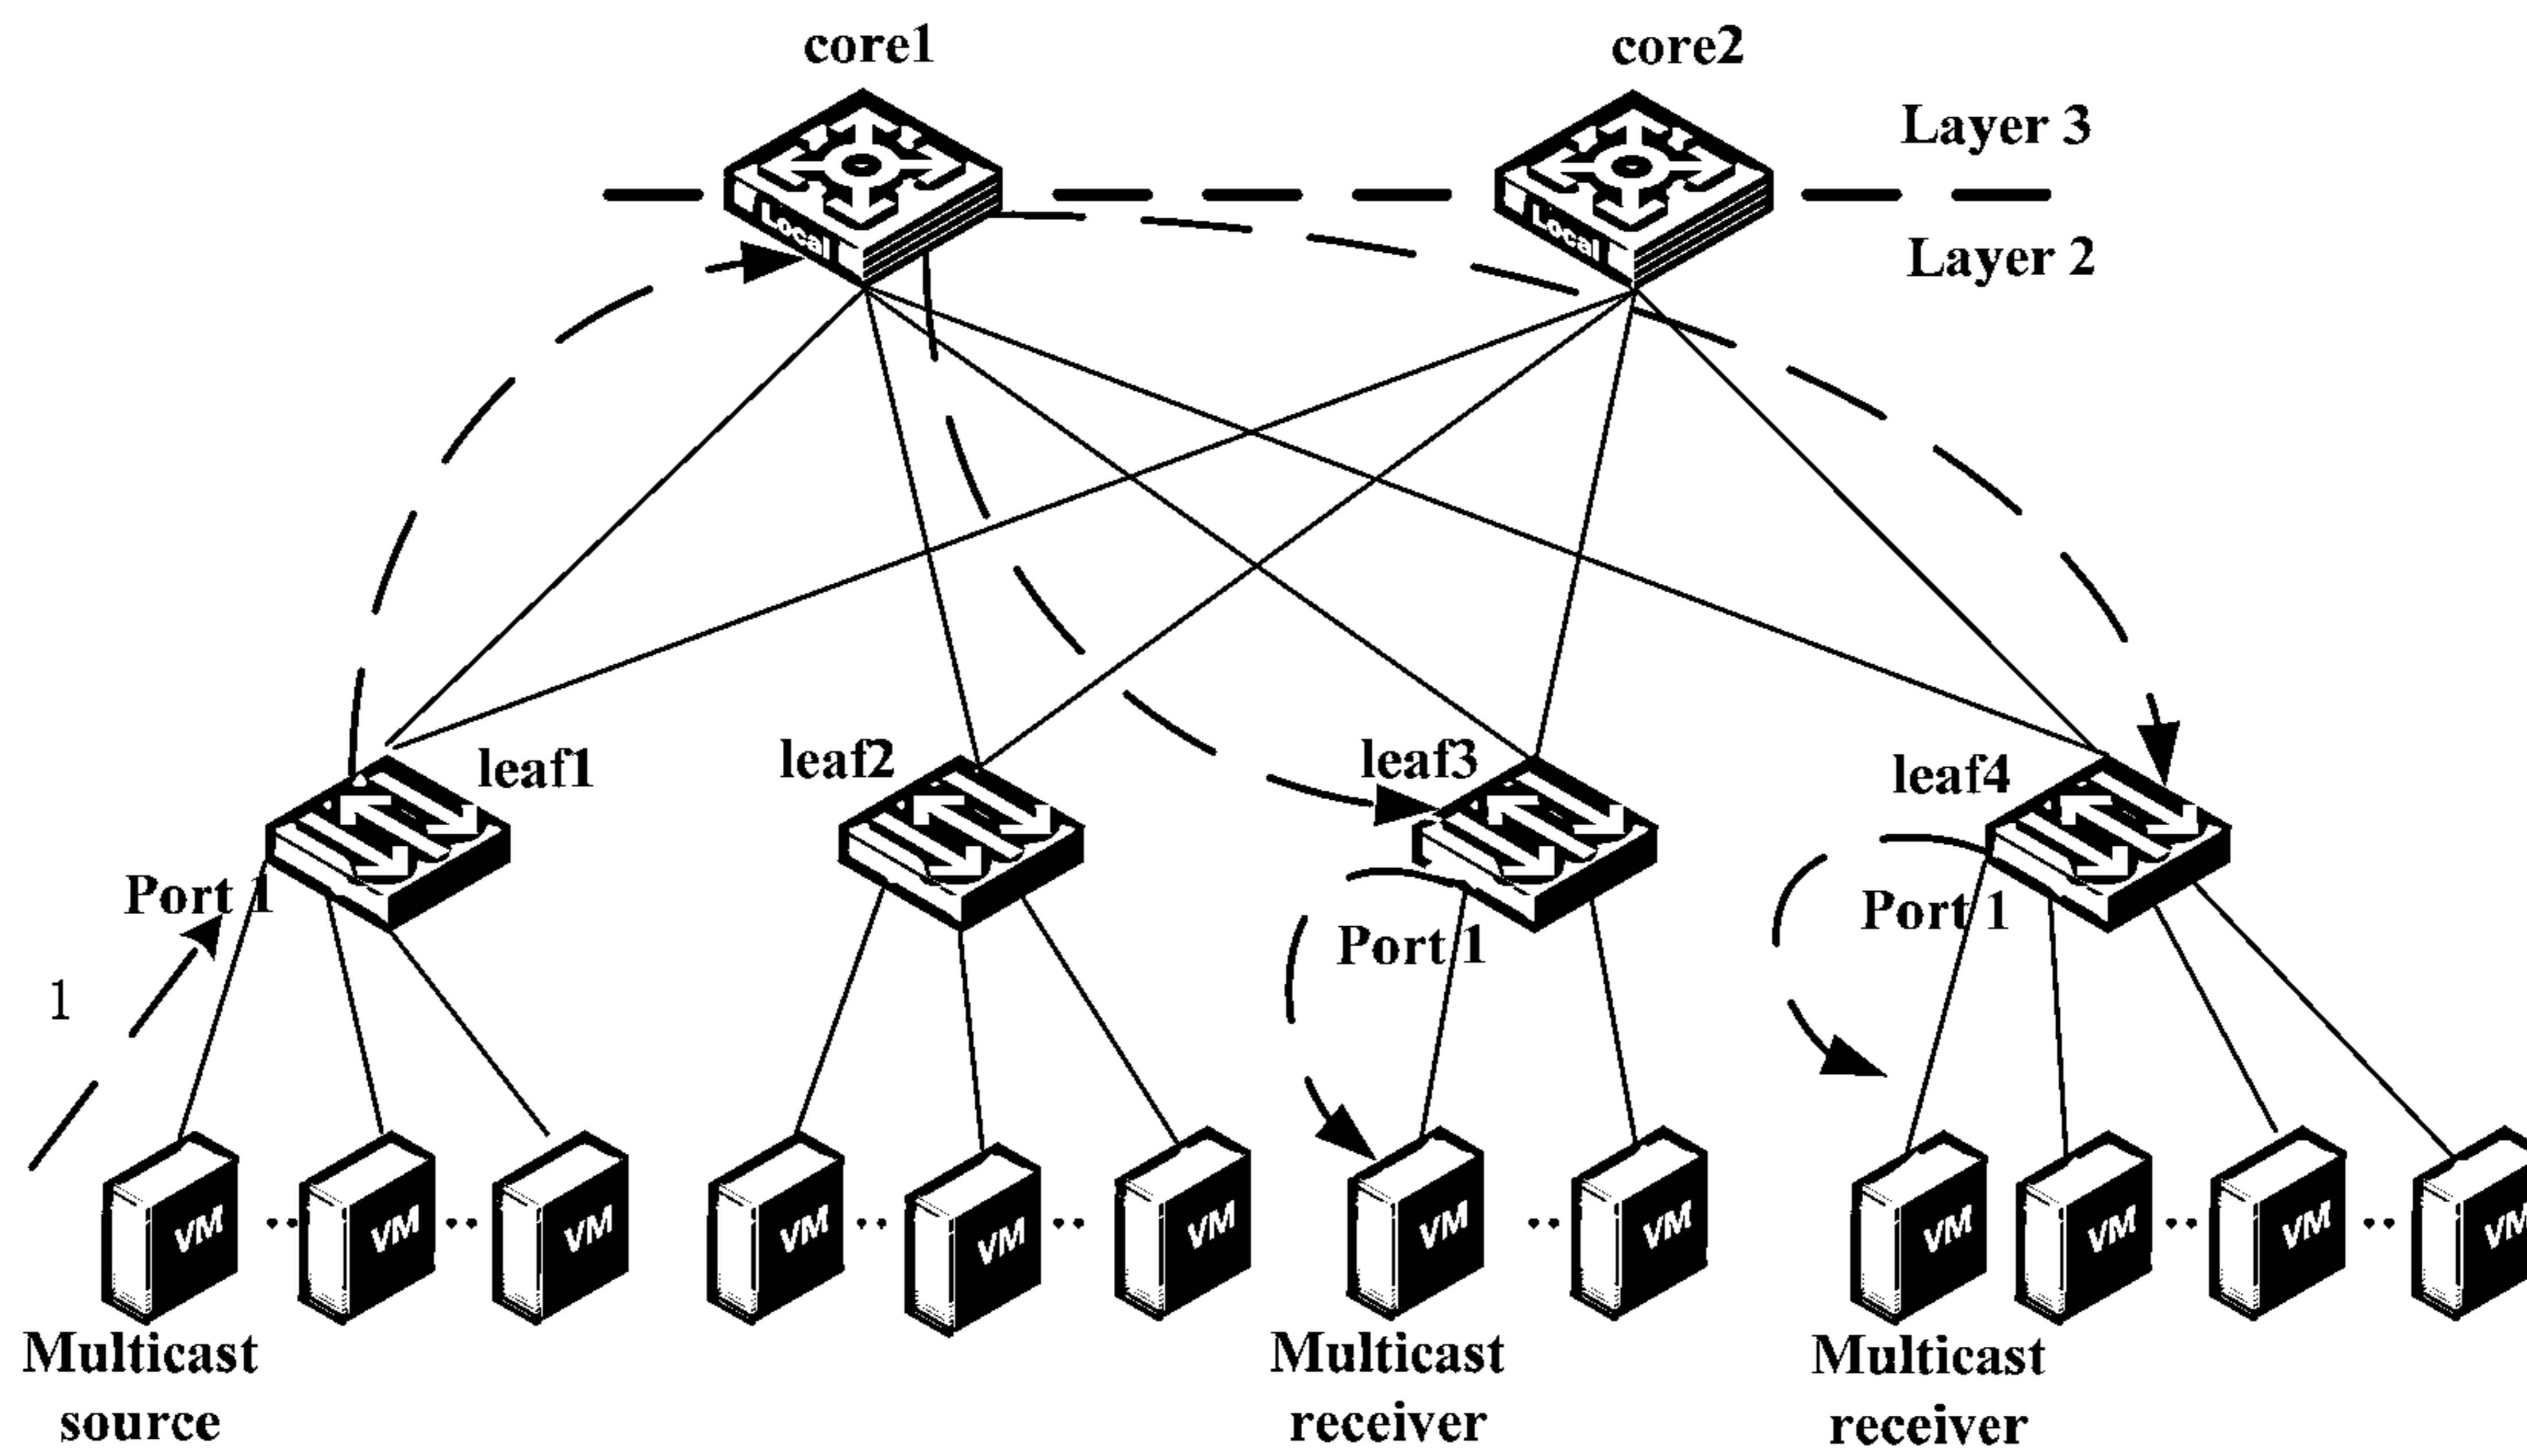 core1
core2
Layer 3
Local
Local
Layer 2
leaf1
leaf2
leaf3
leaf4
Port 1
Port 1
Port 1
1
VM
VM
VM
VM
VM
VM
VM
VM
VM
VM
VM
VM
Multicast
source
Multicast
receiver
Multicast
receiver